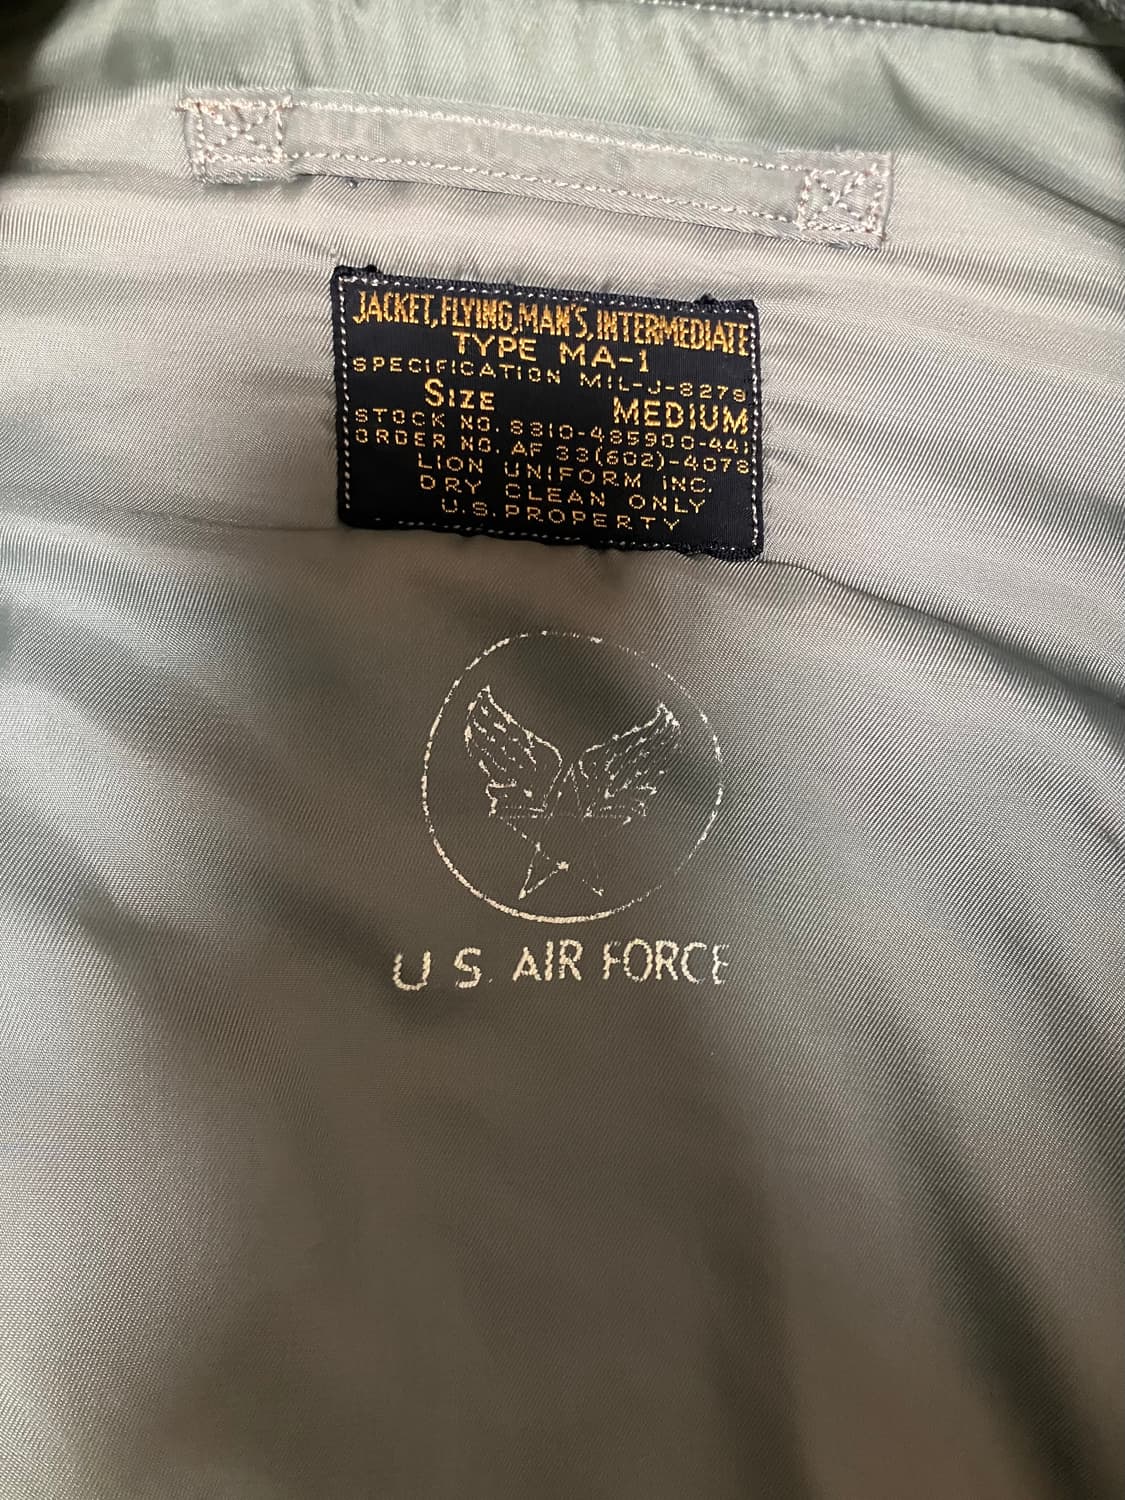 JACKET, FLYING, MAN'S, INTERMEDIATE
TYPE MA-1
SPECIFICATION MIL-J-8279
SIZE MEDIUM
STOCK NO. 8310-485900-441
ORDER NO. AF 33(602)-4078
LION UNIFORM INC.
DRY CLEAN ONLY
U.S. PROPERTY
U.S. AIR FORCE